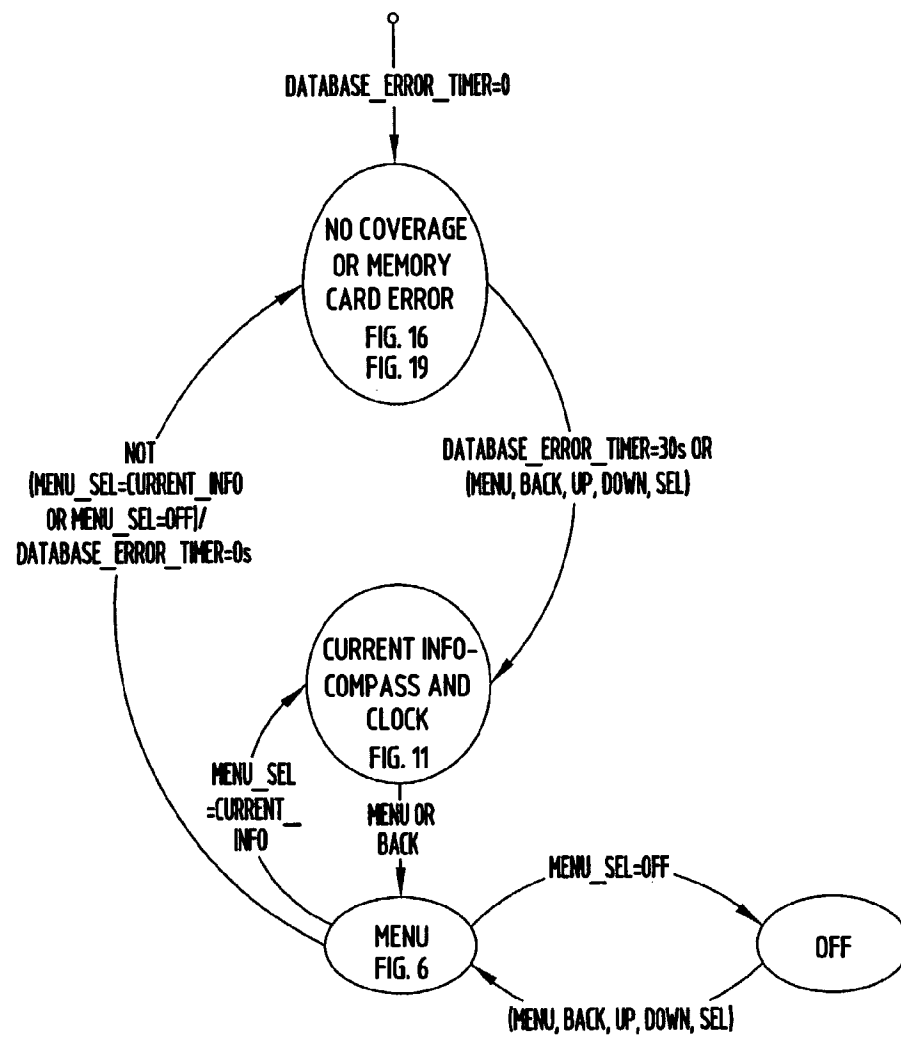 DATABASE_ERROR_TIMER=0
NO COVERAGE
OR MEMORY
CARD ERROR
FIG. 16
FIG. 19
NOT
(MENU_SEL=CURRENT_INFO
OR MENU_SEL=OFF)/
DATABASE_ERROR_TIMER=0s
DATABASE_ERROR_TIMER=30s OR
(MENU, BACK, UP, DOWN, SEL)
CURRENT INFO-
COMPASS AND
CLOCK
FIG. 11
MENU_SEL
=CURRENT_
INFO
MENU OR
BACK
MENU_SEL=OFF
MENU
FIG. 6
OFF
(MENU, BACK, UP, DOWN, SEL)